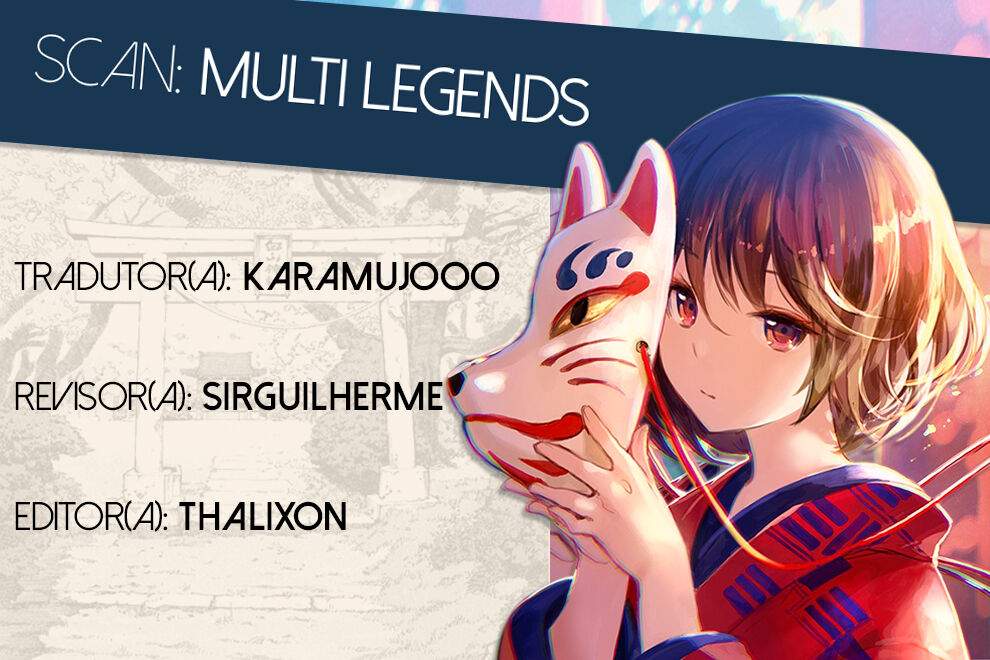 SCAN: MULTI LEGENDS
TRADUTOR(A): KARAMUJOOO
REVISOR(A): SIRGUILHERME
EDITOR(A): THALIXON